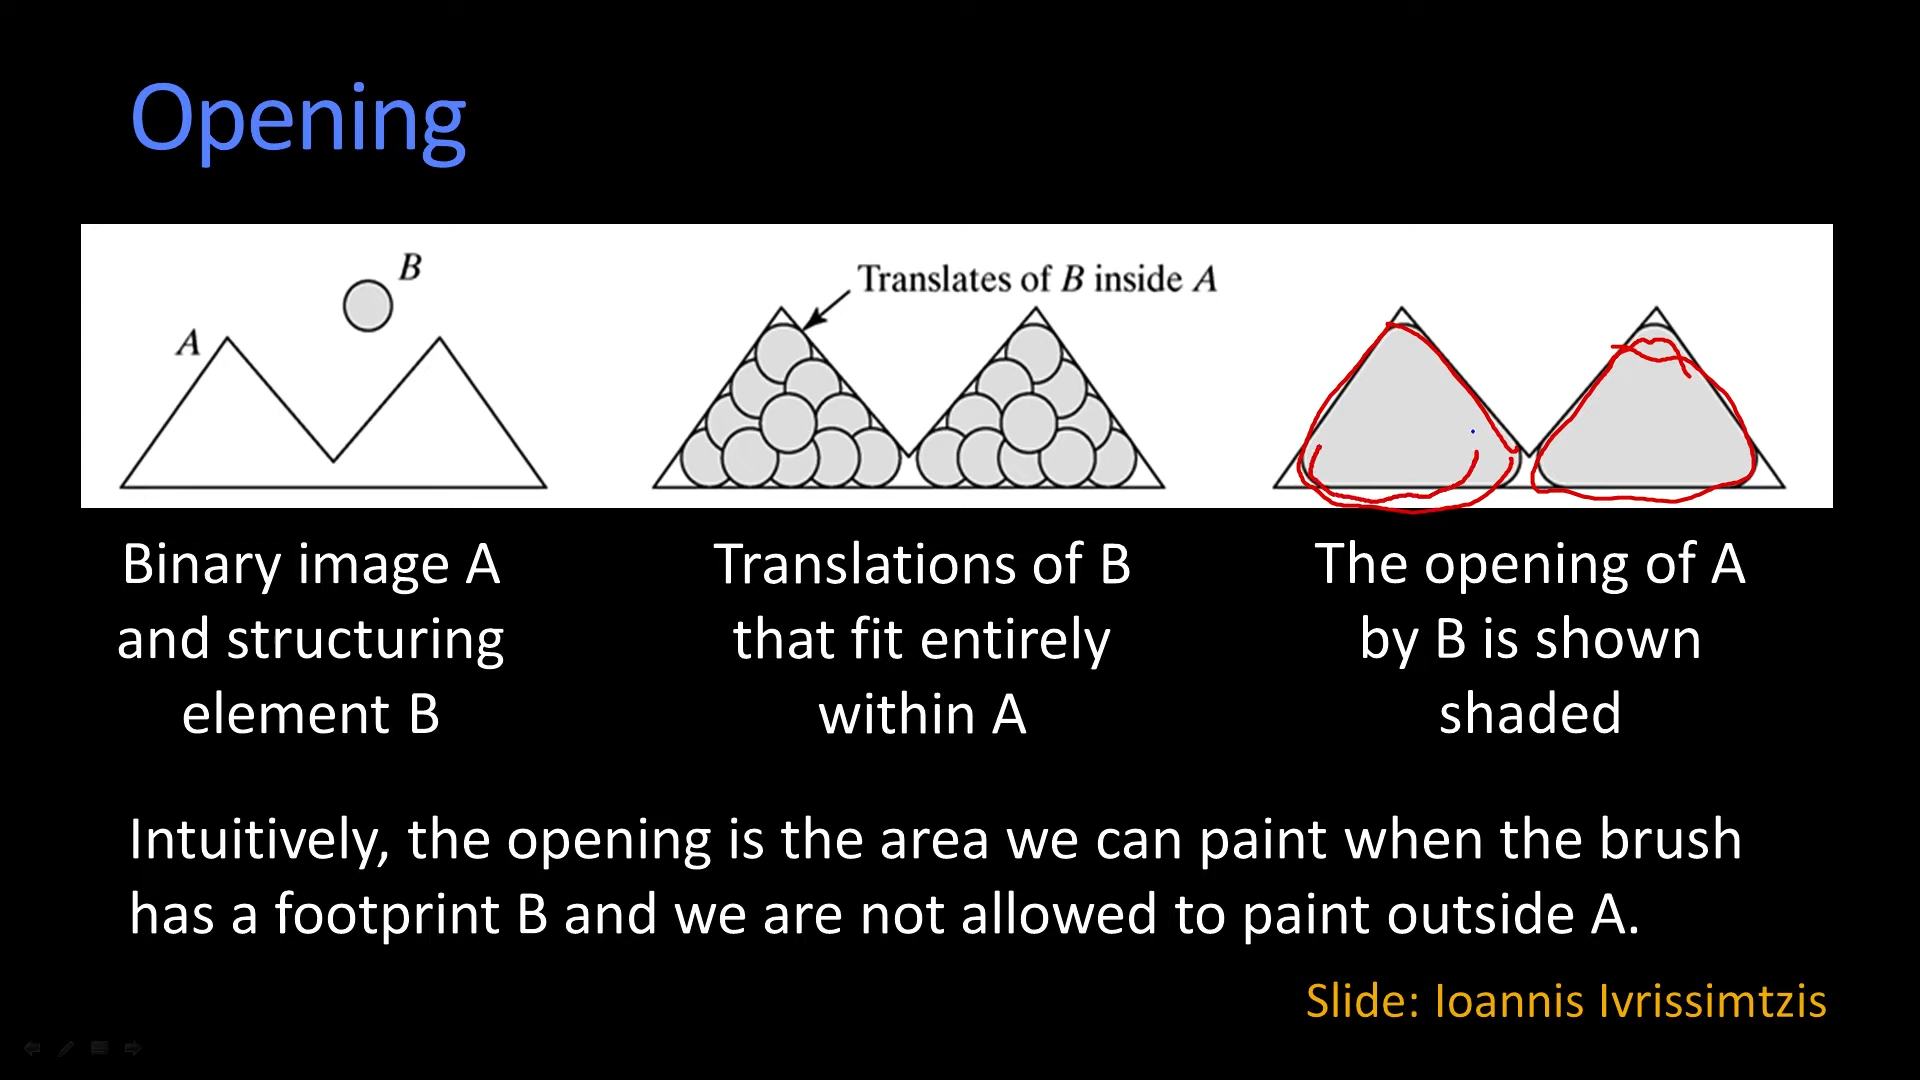 Opening
B
A
Translates of B inside A
Binary image A
and structuring
element B
Translations of B
that fit entirely
within A
The opening of A
by B is shown
shaded
Intuitively, the opening is the area we can paint when the brush
has a footprint B and we are not allowed to paint outside A.
Slide: Ioannis Ivrissimtzis